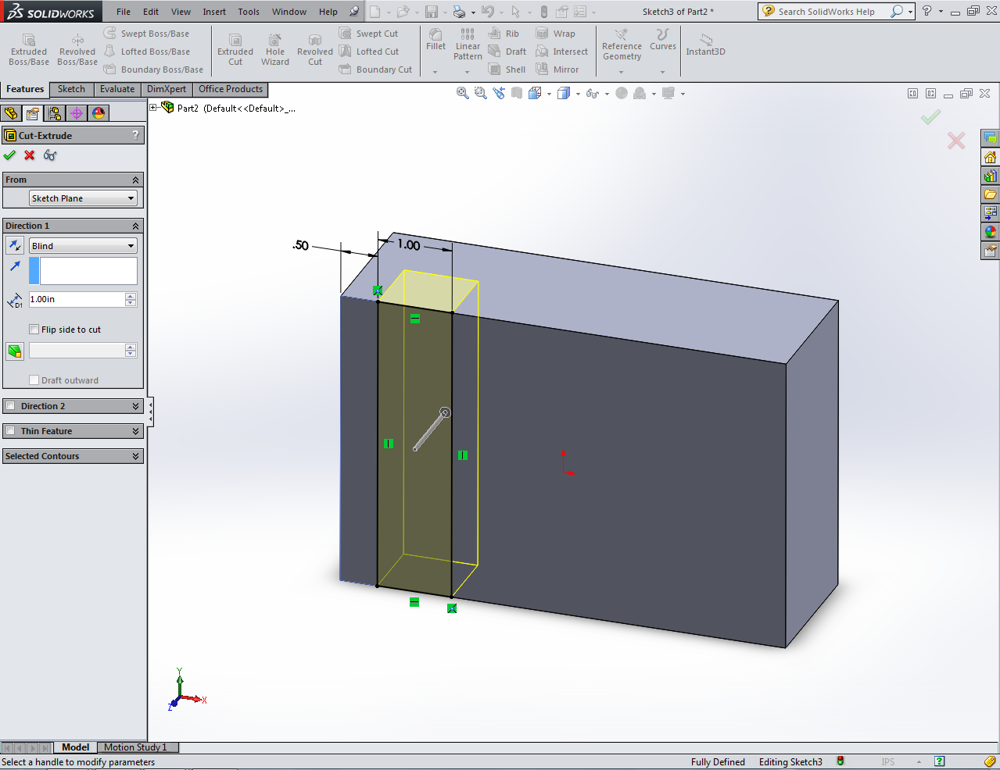 SOLIDWORKS File Edit View Insert Tools Window Help Sketch3 of Part2 * Search SolidWorks Help ?
Extruded Boss/Base
Revolved Boss/Base
Swept Boss/Base
Lofted Boss/Base
Boundary Boss/Base
Extruded Cut
Hole Wizard
Revolved Cut
Swept Cut
Lofted Cut
Boundary Cut
Fillet
Linear Pattern
Rib
Draft
Shell
Wrap
Intersect
Mirror
Reference Geometry
Curves
Instant3D
Features Sketch Evaluate DimXpert Office Products
Part2 (Default<<Default>_...
Cut-Extrude ?
From
Sketch Plane
Direction 1
Blind
D1 1.00in
Flip side to cut
Draft outward
Direction 2
Thin Feature
Selected Contours
.50 1.00
Y
X
Z
Model Motion Study 1
Select a handle to modify parameters Fully Defined Editing Sketch3 IPS ?